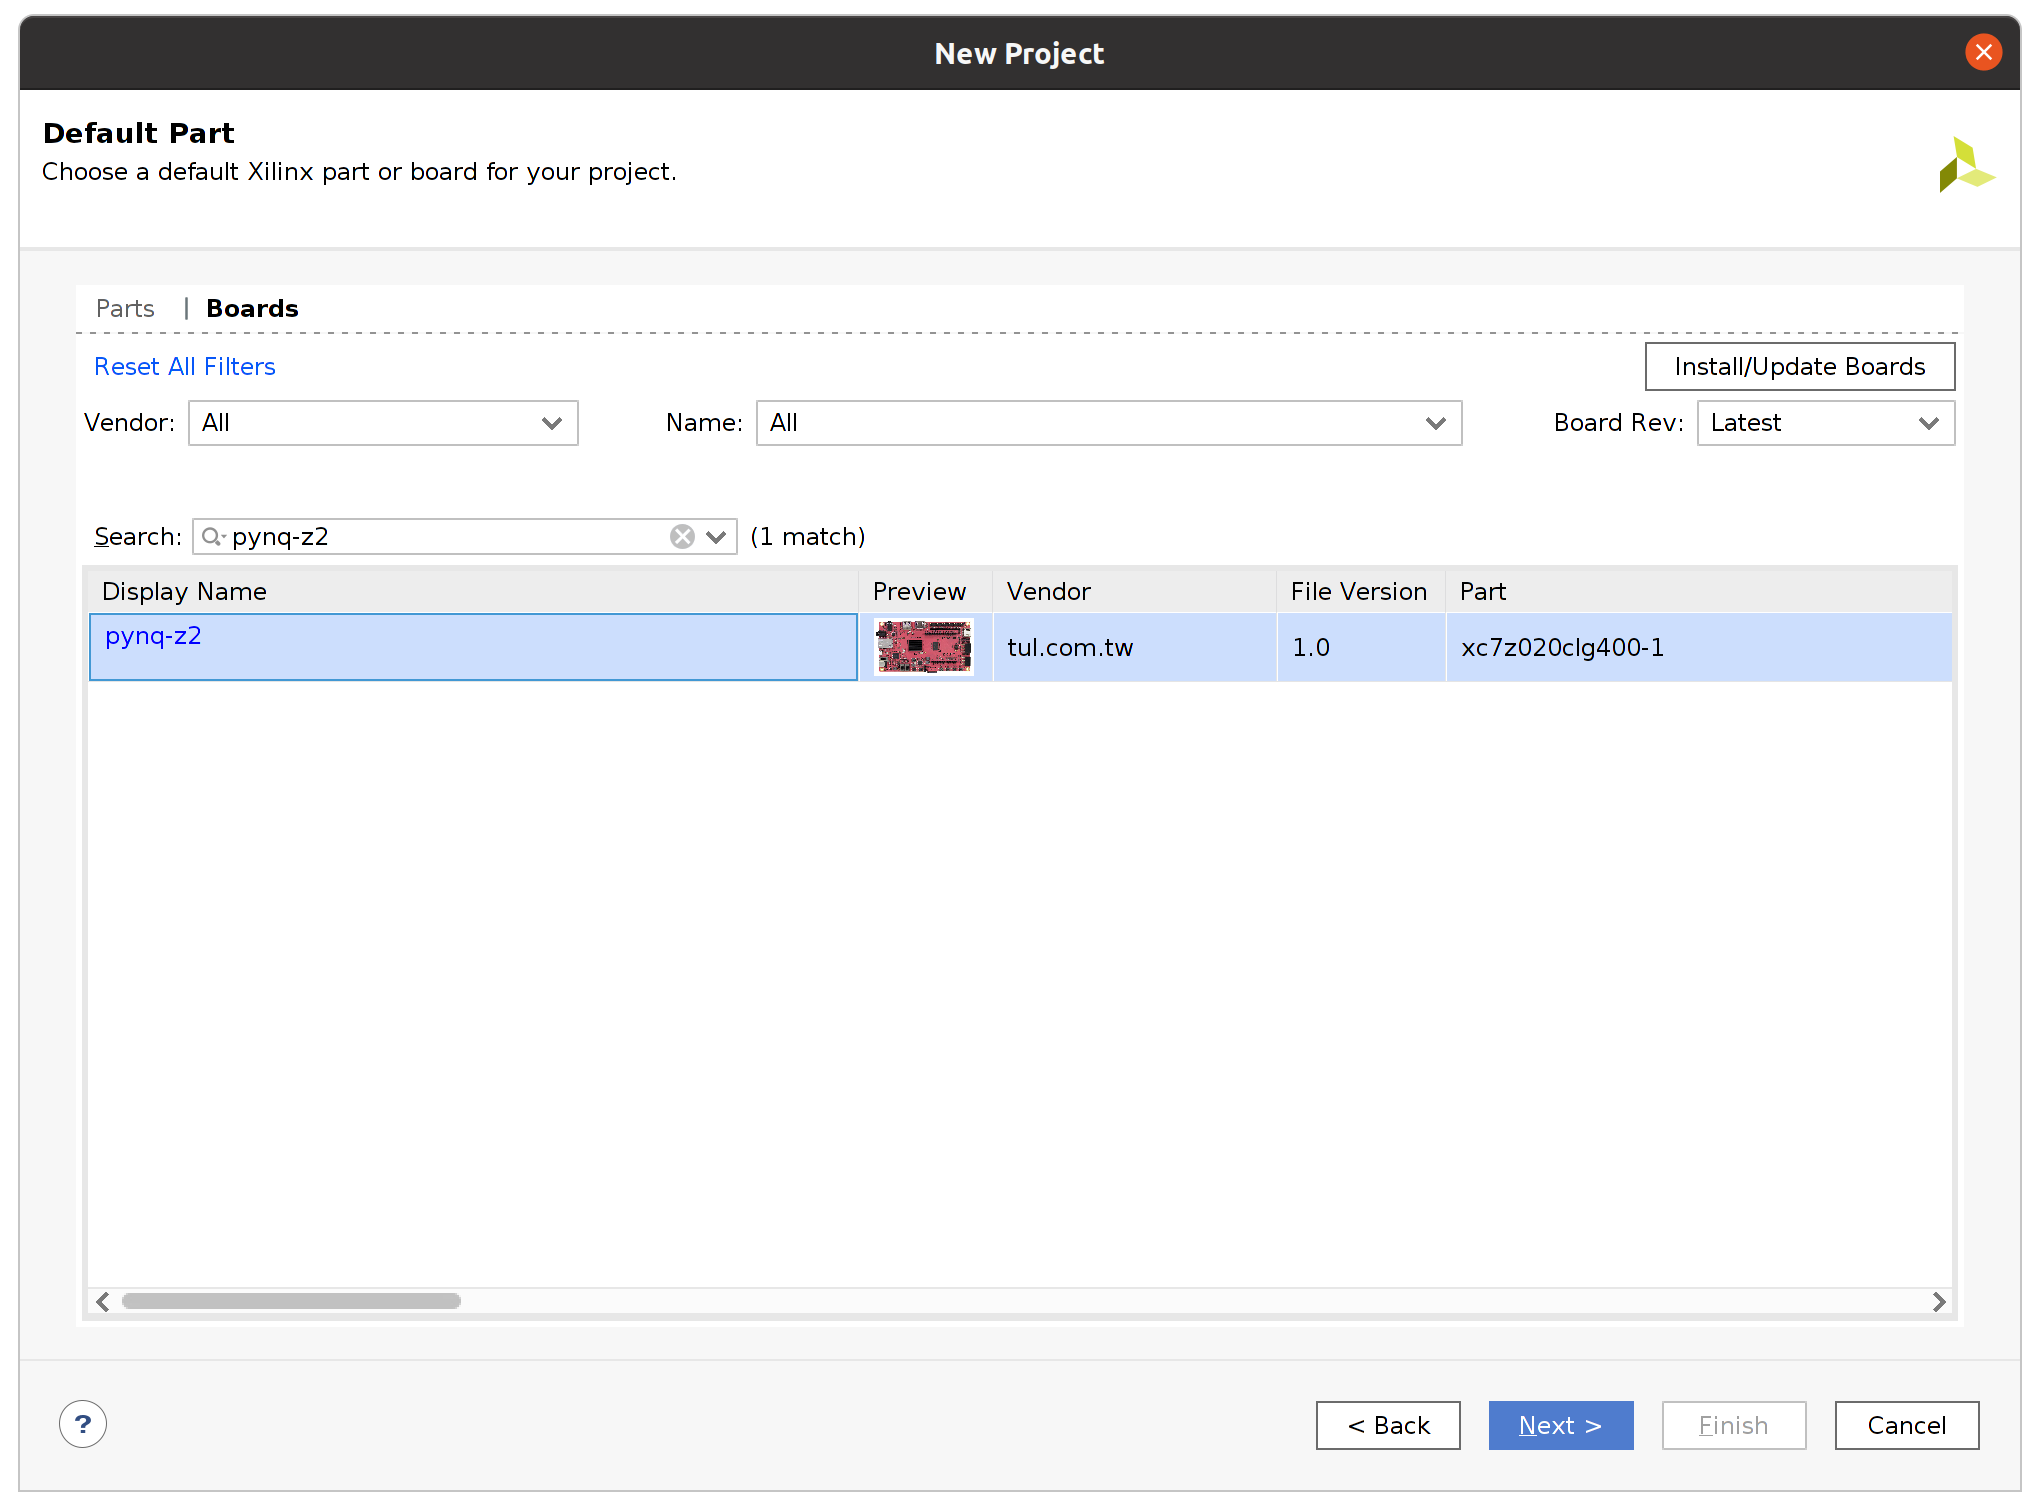 New Project
Default Part
Choose a default Xilinx part or board for your project.
Parts | Boards
Reset All Filters
Install/Update Boards
Vendor: All
Name: All
Board Rev: Latest
Search: pynq-z2 (1 match)
Display Name Preview Vendor File Version Part
pynq-z2 tul.com.tw 1.0 xc7z020clg400-1
? < Back Next > Finish Cancel